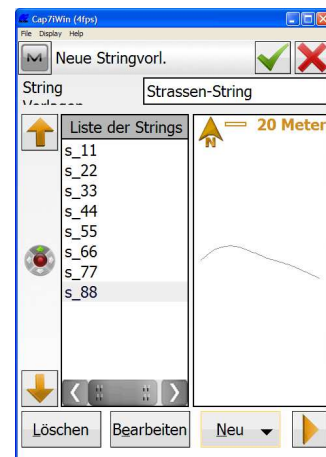 Cap7iWin (4fps)
File Display Help
M Neue Stringvorl.
String Strassen-String
Liste der Strings
N 20 Meter
s_11
s_22
s_33
s_44
s_55
s_66
s_77
s_88
Löschen Bearbeiten Neu